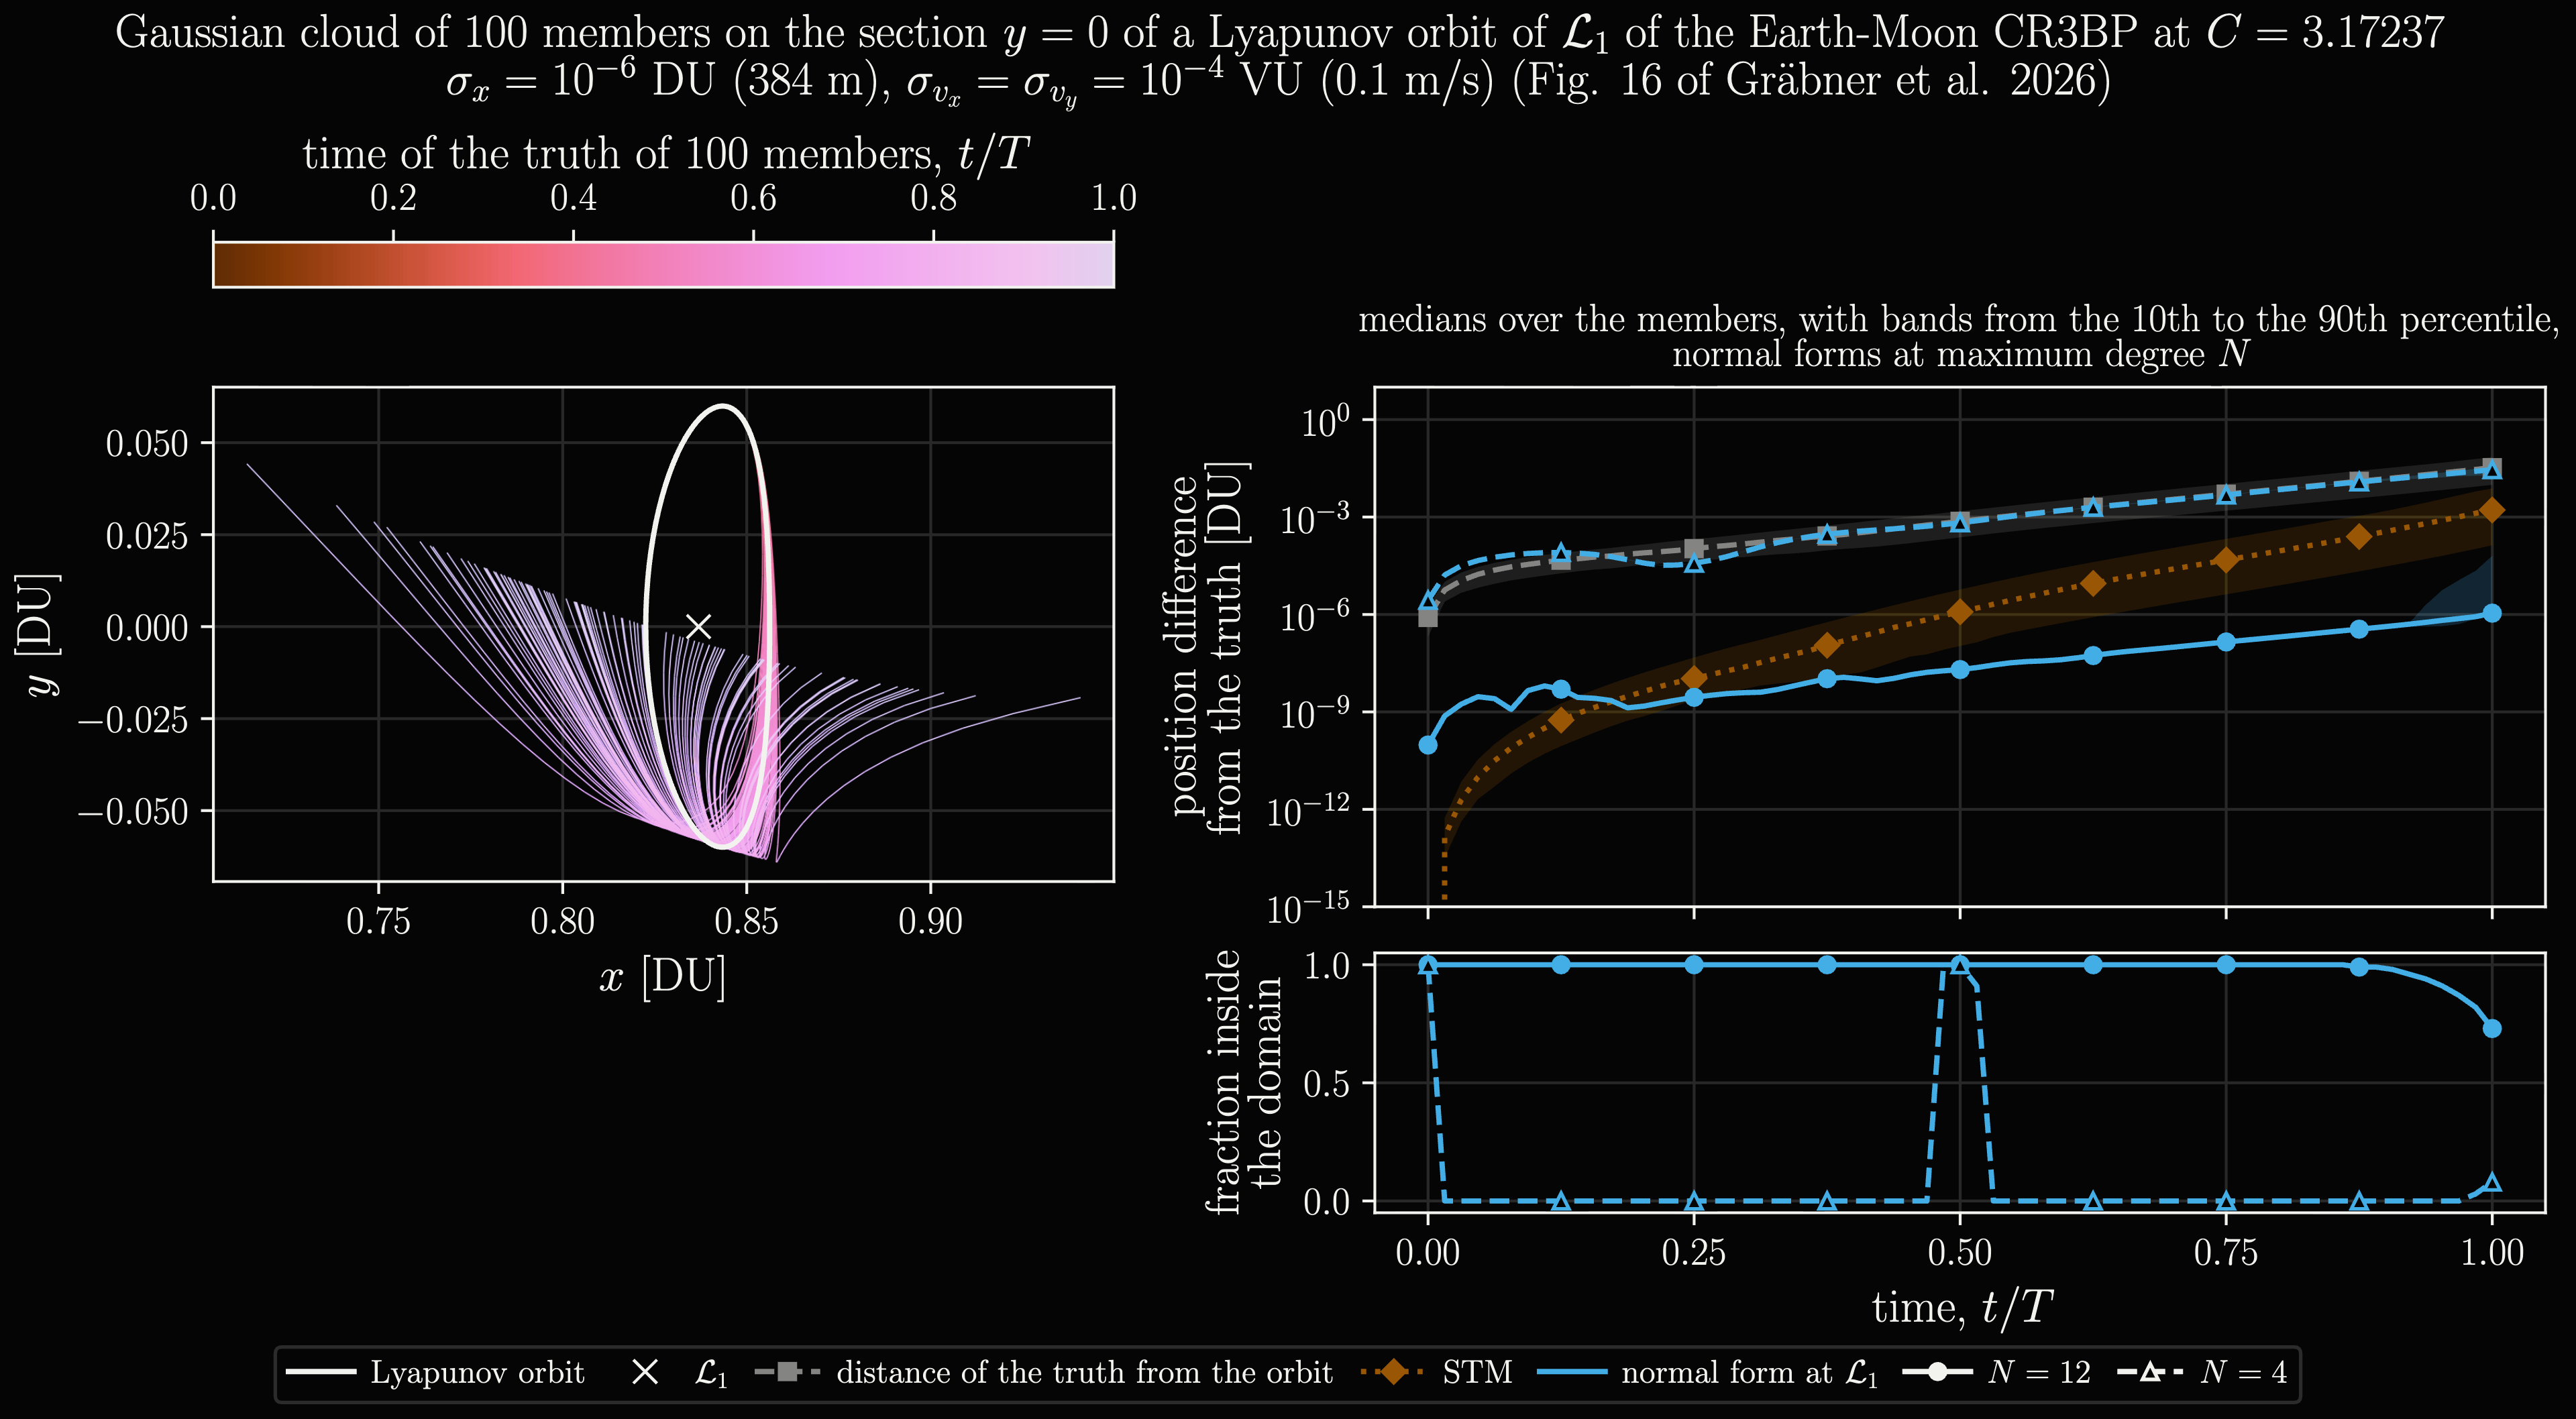 Gaussian cloud of 100 members on the section y = 0 of a Lyapunov orbit of 𝓛₁ of the Earth-Moon CR3BP at C = 3.17237
σₓ = 10⁻⁶ DU (384 m), σ_{v_x} = σ_{v_y} = 10⁻⁴ VU (0.1 m/s) (Fig. 16 of Gräbner et al. 2026)
time of the truth of 100 members, t/T
0.0 0.2 0.4 0.6 0.8 1.0
0.050
0.025
0.000
−0.025
−0.050
y [DU]
0.75 0.80 0.85 0.90
x [DU]
medians over the members, with bands from the 10th to the 90th percentile,
normal forms at maximum degree N
10⁰
10⁻³
10⁻⁶
10⁻⁹
10⁻¹²
10⁻¹⁵
position difference
from the truth [DU]
1.0
0.5
0.0
fraction inside
the domain
0.00 0.25 0.50 0.75 1.00
time, t/T
Lyapunov orbit 𝓛₁ distance of the truth from the orbit STM normal form at 𝓛₁ N = 12 N = 4